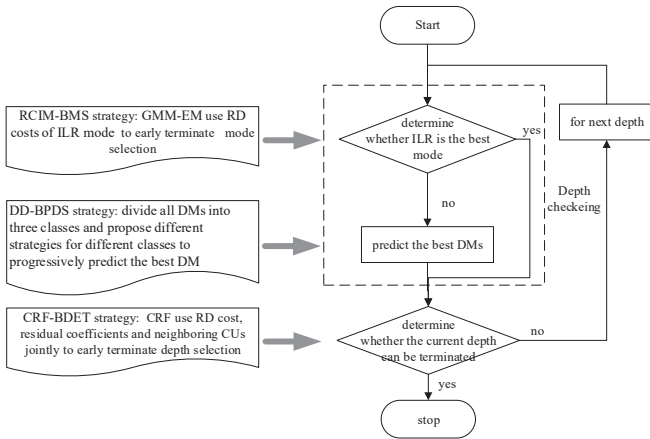 Start
RCIM-BMS strategy: GMM-EM use RD
costs of ILR mode to early terminate mode
selection
determine
whether ILR is the best
mode
yes
for next depth
no
Depth
checkeing
DD-BPDS strategy: divide all DMs into
three classes and propose different
strategies for different classes to
progressively predict the best DM
predict the best DMs
CRF-BDET strategy: CRF use RD cost,
residual coefficients and neighboring CUs
jointly to early terminate depth selection
determine
whether the current depth
can be terminated
no
yes
stop